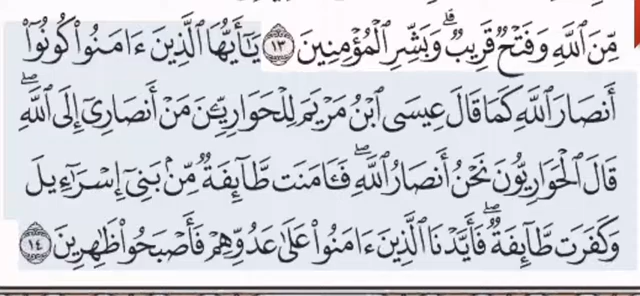 مِّنَ ٱللَّهِ وَفَتْحٌ قَرِيبٌ ۗ وَبَشِّرِ ٱلْمُؤْمِنِينَ ١٣ يَـٰٓأَيُّهَا ٱلَّذِينَ ءَامَنُوا۟ كُونُوٓا۟
أَنصَارَ ٱللَّهِ كَمَا قَالَ عِيسَى ٱبْنُ مَرْيَمَ لِلْحَوَارِيِّـۧنَ مَنْ أَنصَارِىٓ إِلَى ٱللَّهِ ۖ
قَالَ ٱلْحَوَارِيُّونَ نَحْنُ أَنصَارُ ٱللَّهِ ۖ فَـَٔامَنَت طَّآئِفَةٌ مِّنۢ بَنِىٓ إِسْرَٰٓءِيلَ
وَكَفَرَت طَّآئِفَةٌ ۖ فَأَيَّدْنَا ٱلَّذِينَ ءَامَنُوا۟ عَلَىٰ عَدُوِّهِمْ فَأَصْبَحُوا۟ ظَـٰهِرِينَ ١٤